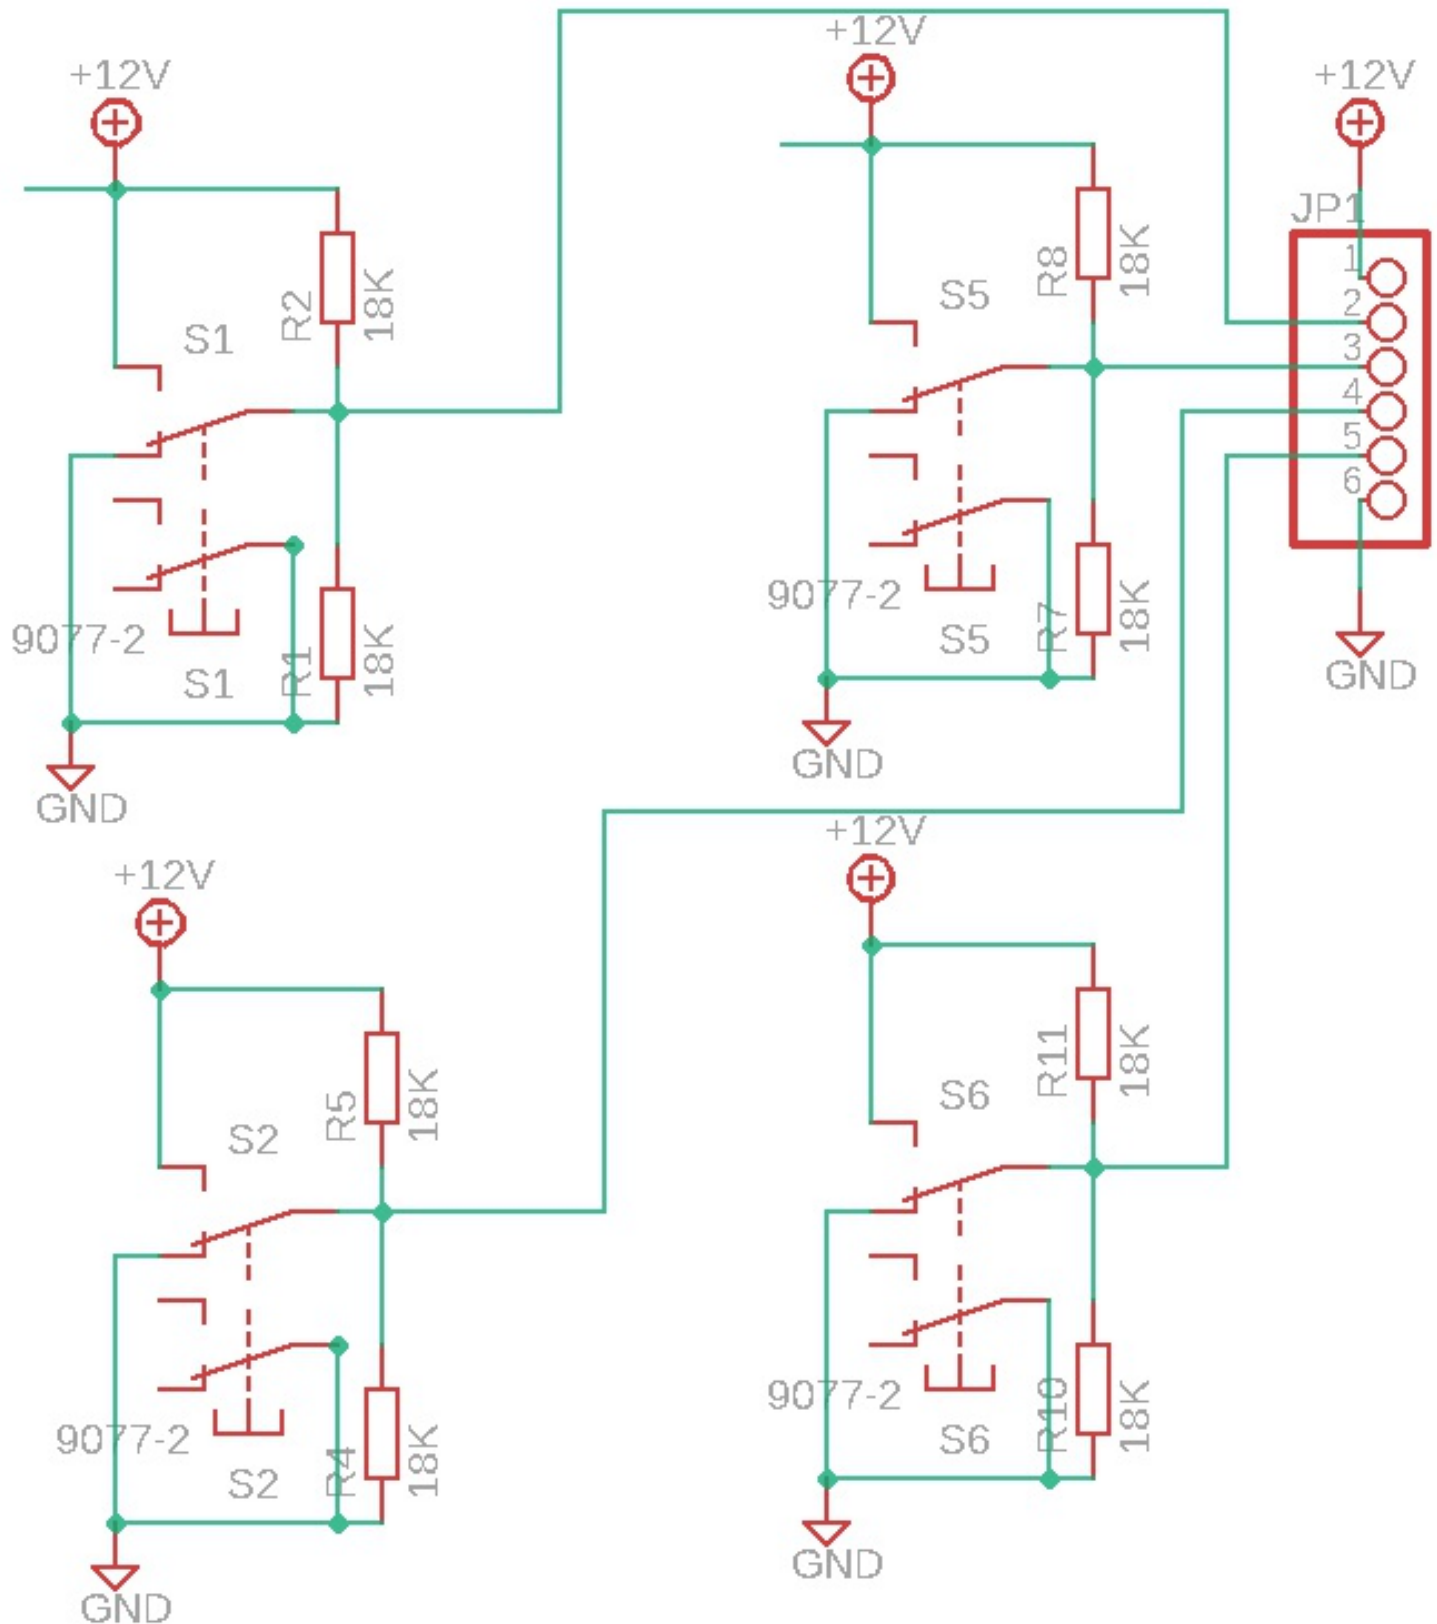 +12V
+12V
+12V
JP1
1
2
3
4
5
6
GND
S1
R2
18K
9077-2
S1
R1
18K
GND
S5
R8
18K
9077-2
S5
R7
18K
GND
+12V
S2
R5
18K
9077-2
S2
R4
18K
GND
+12V
S6
R11
18K
9077-2
S6
R10
18K
GND